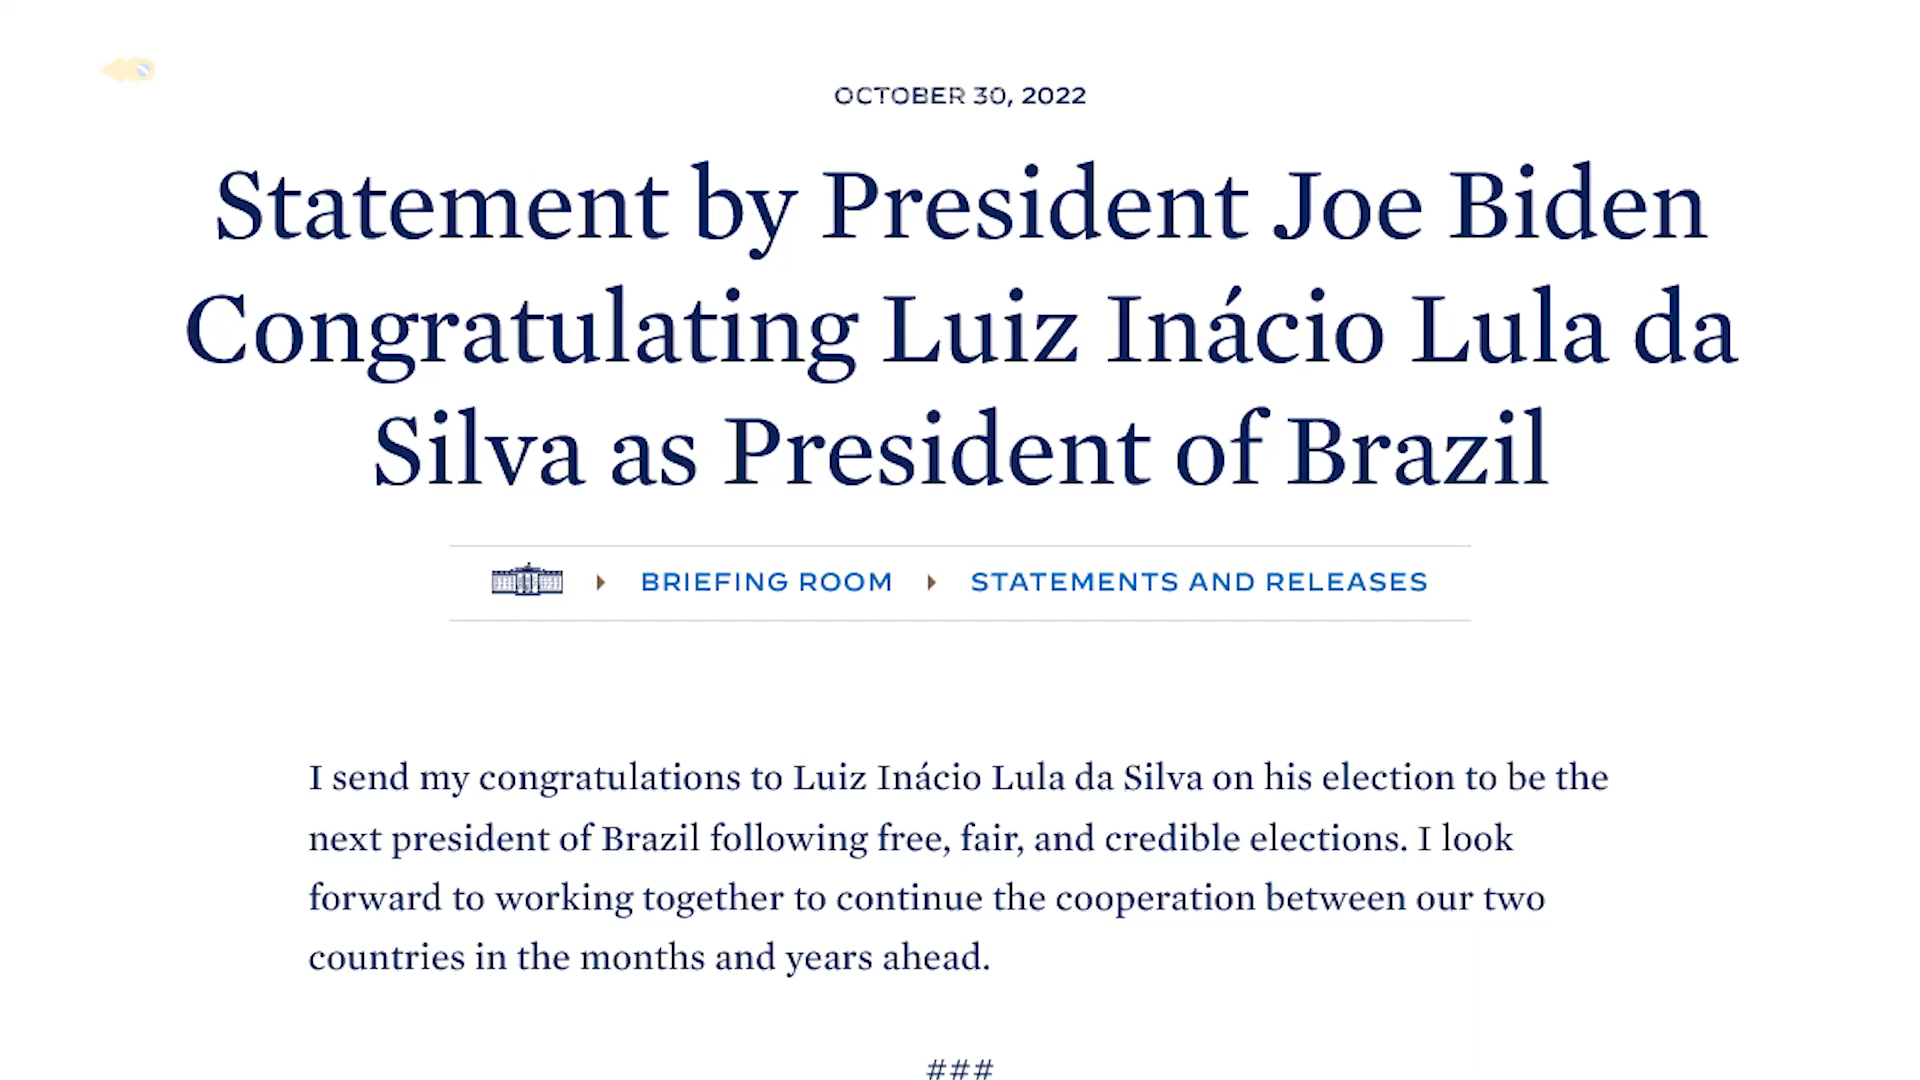 OCTOBER 30, 2022
Statement by President Joe Biden
Congratulating Luiz Inácio Lula da
Silva as President of Brazil
BRIEFING ROOM STATEMENTS AND RELEASES
I send my congratulations to Luiz Inácio Lula da Silva on his election to be the
next president of Brazil following free, fair, and credible elections. I look
forward to working together to continue the cooperation between our two
countries in the months and years ahead.
###